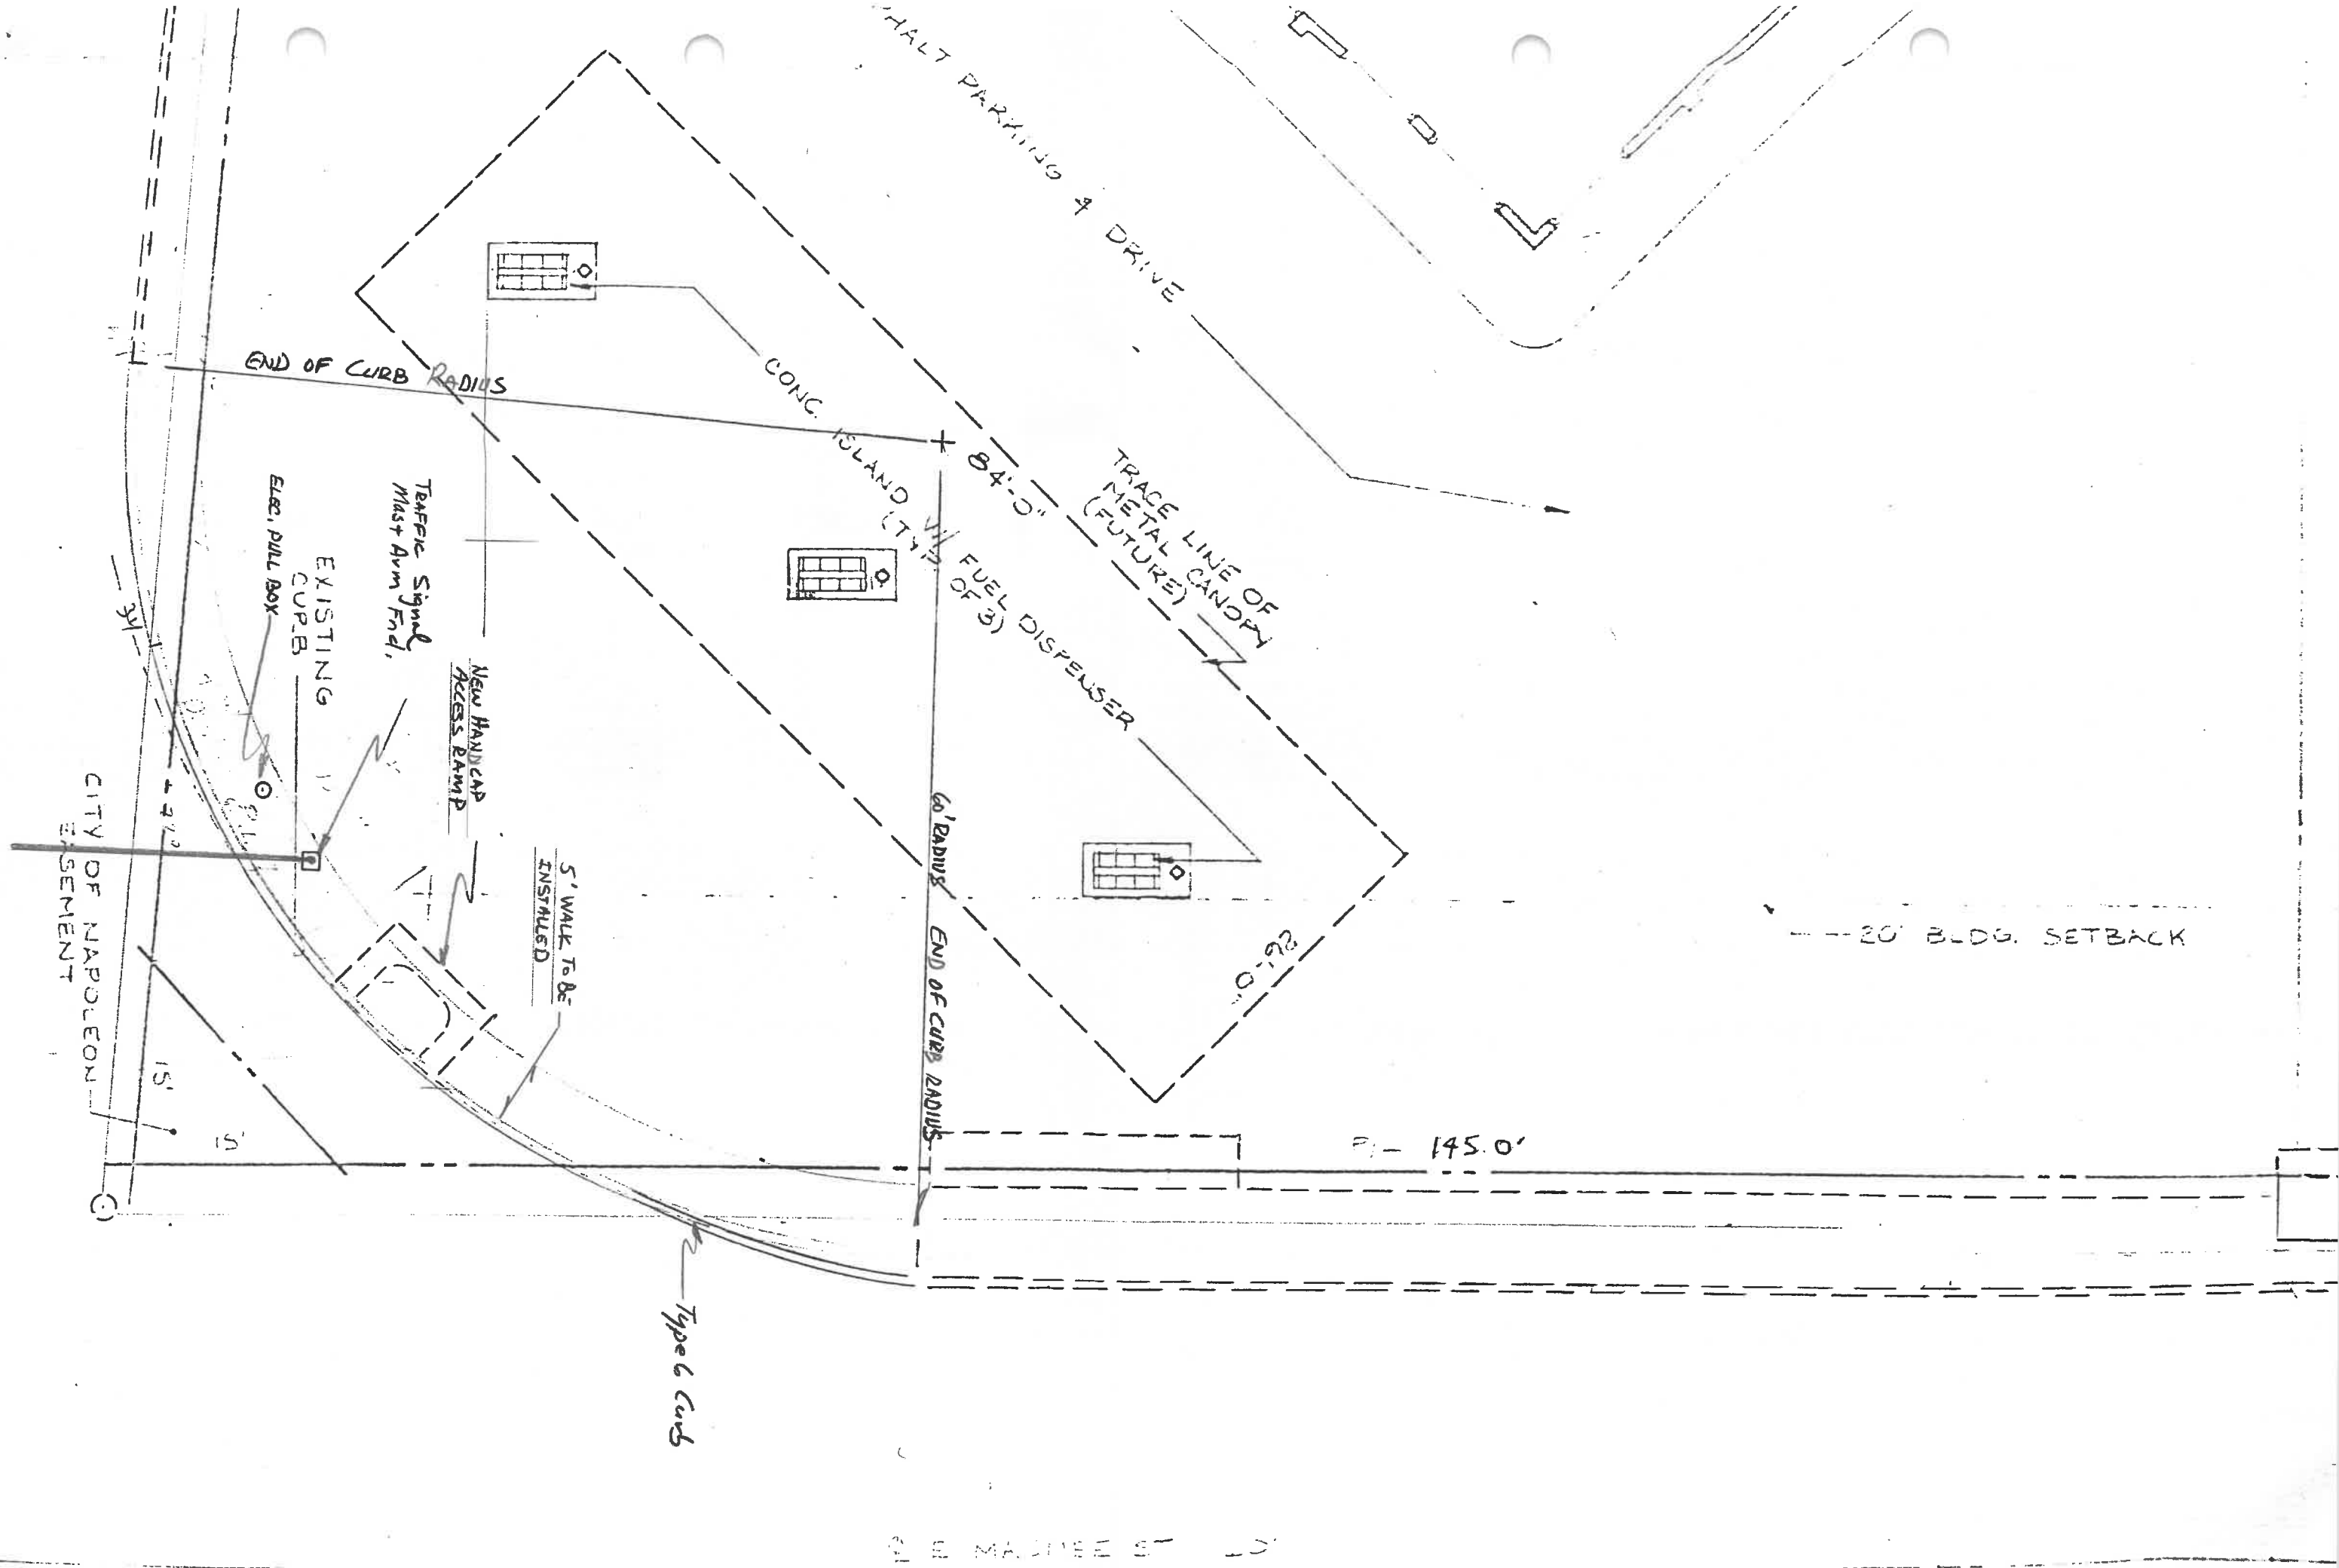 HALT PARKING & DRIVE
END OF CURB RADIUS
CONC. ISLAND W/ FUEL DISPENSER
(TYP OF 3)
84'-0"
TRACE LINE OF
METAL CANOPY
(FUTURE)
ELEC. PULL BOX
EXISTING
CURB
TRAFFIC Signal
Mast Arm Fnd.
NEW HANDCAP
ACCESS RAMP
5' WALK TO BE
INSTALLED
60' RADIUS END OF CURB RADIUS
26'-0"
20' BLDG. SETBACK
CITY OF NAPOLEON
EASEMENT
15'
15'
145.0'
Type 6 Curb